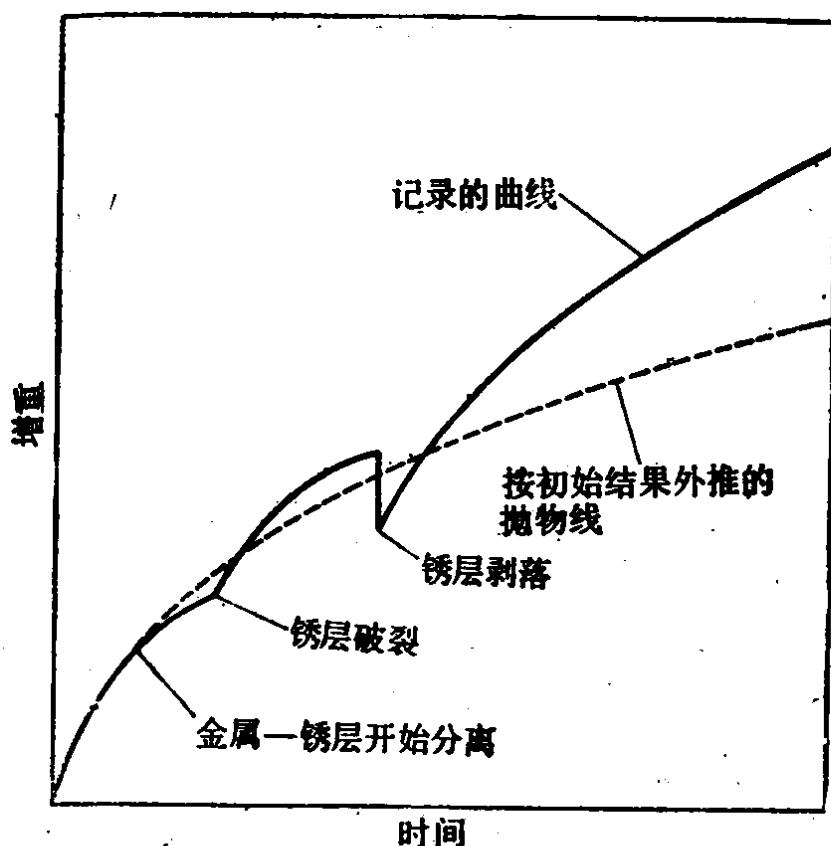 记录的曲线
增重
按初始结果外推的
抛物线
锈层剥落
锈层破裂
金属—锈层开始分离
时间